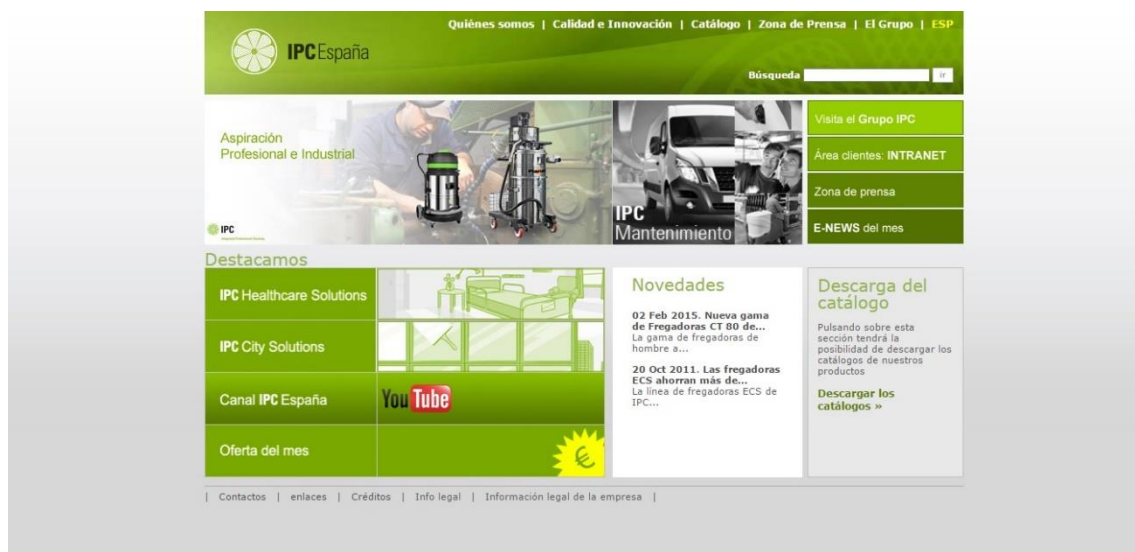 Quiénes somos | Calidad e Innovación | Catálogo | Zona de Prensa | El Grupo | ESP
IPC España
Búsqueda ir
Aspiración
Profesional e Industrial
IPC
IPC
Mantenimiento
Visita el Grupo IPC
Área clientes: INTRANET
Zona de prensa
E-NEWS del mes
Destacamos
IPC Healthcare Solutions
IPC City Solutions
Canal IPC España
YouTube
Oferta del mes
€
Novedades
02 Feb 2015. Nueva gama
de Fregadoras CT 80 de...
La gama de fregadoras de
hombre a...
20 Oct 2011. Las fregadoras
ECS ahorran más de...
La línea de fregadoras ECS de
IPC...
Descarga del
catálogo
Pulsando sobre esta
sección tendrá la
posibilidad de descargar los
catálogos de nuestros
productos
Descargar los
catálogos »
| Contactos | enlaces | Créditos | Info legal | Información legal de la empresa |